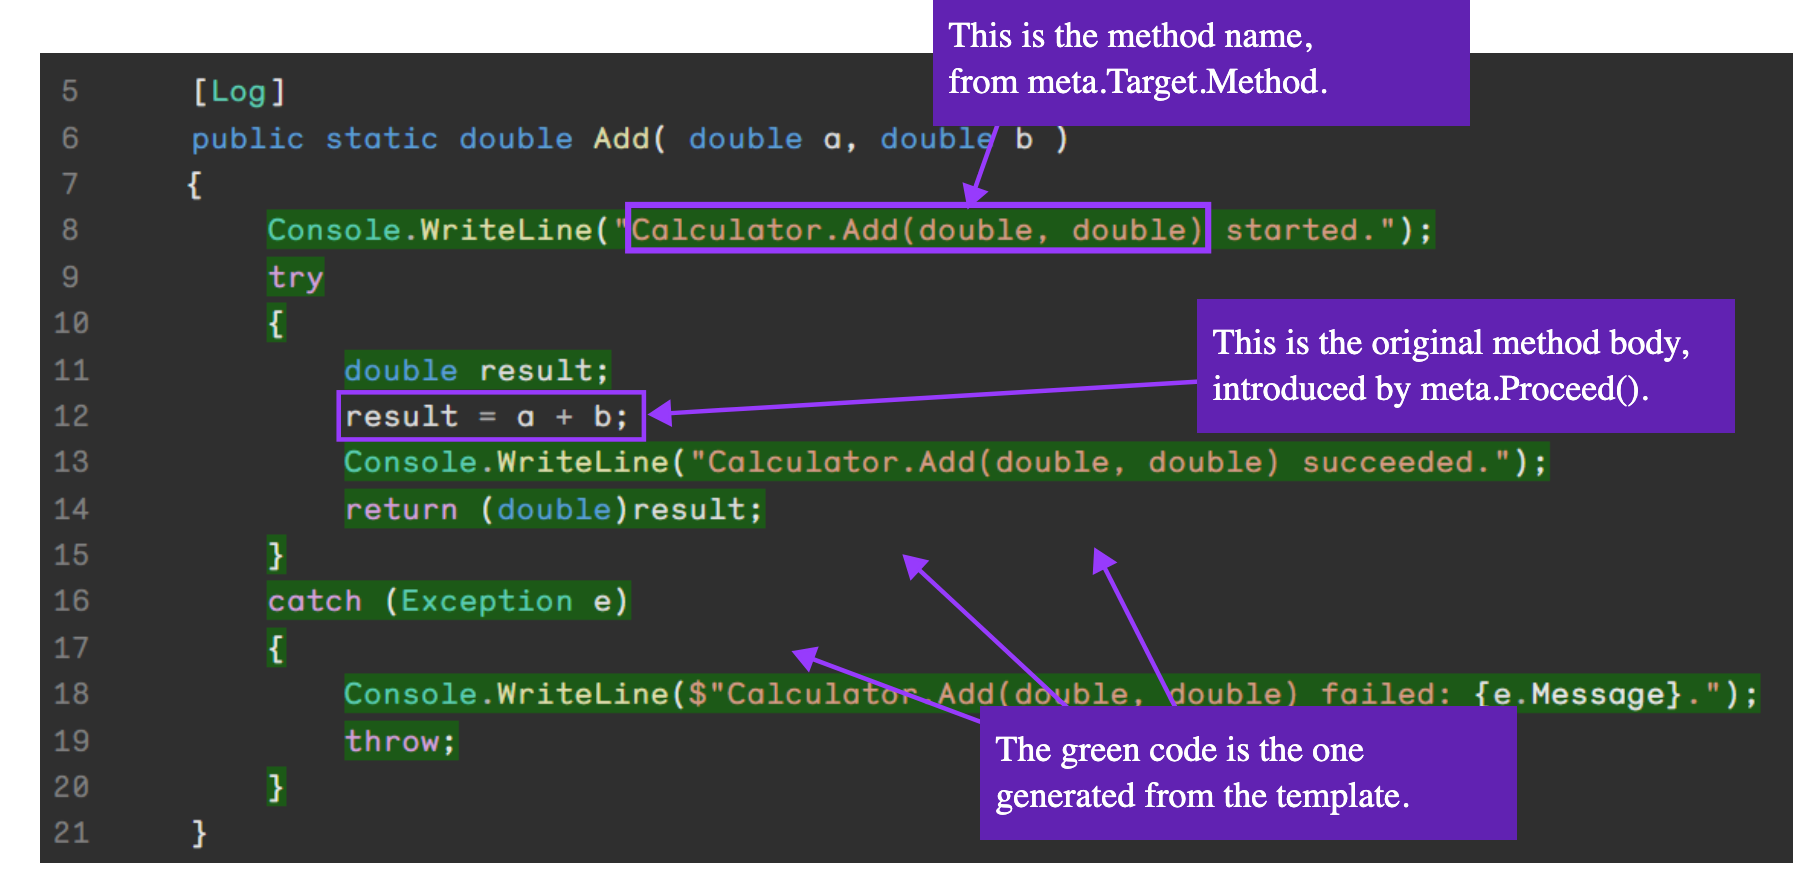 This is the method name,
from meta.Target.Method.
5 [Log]
6 public static double Add( double a, double b )
7 {
8 Console.WriteLine("Calculator.Add(double, double) started.");
9 try
10 {
This is the original method body,
introduced by meta.Proceed().
11 double result;
12 result = a + b;
13 Console.WriteLine("Calculator.Add(double, double) succeeded.");
14 return (double)result;
15 }
16 catch (Exception e)
17 {
18 Console.WriteLine($"Calculator.Add(double, double) failed: {e.Message}.");
19 throw;
The green code is the one
generated from the template.
20 }
21 }